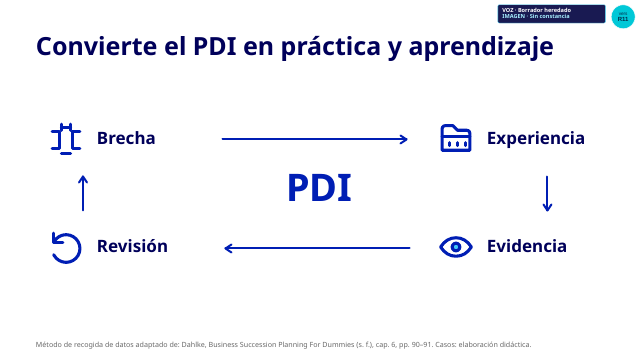 VOZ · Borrador heredado
IMAGEN · Sin constancia
R11
Convierte el PDI en práctica y aprendizaje
Brecha
Experiencia
PDI
Revisión
Evidencia
Método de recogida de datos adaptado de: Dahlke, Business Succession Planning For Dummies (s. f.), cap. 6, pp. 90–91. Casos: elaboración didáctica.